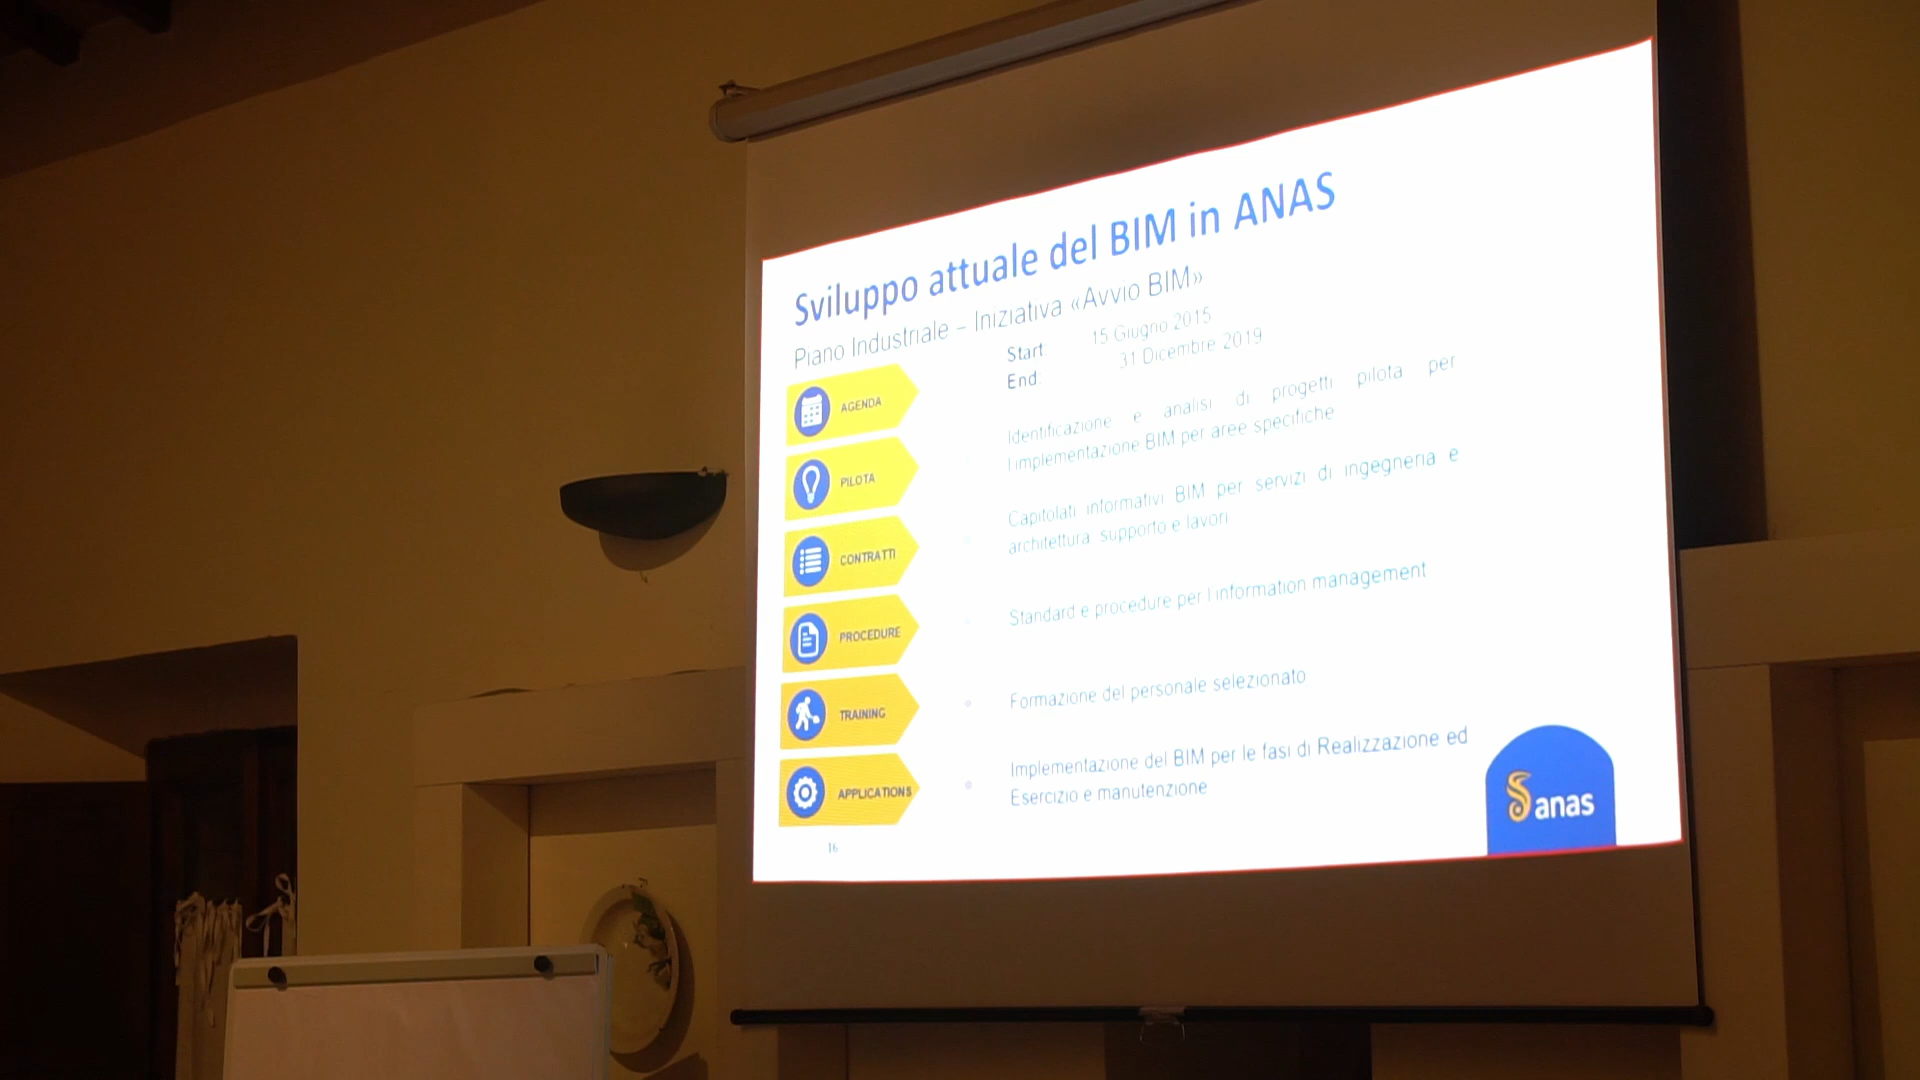 Sviluppo attuale del BIM in ANAS
Piano Industriale – Iniziativa «Avvio BIM»
AGENDA
Start: 15 Giugno 2015
End: 31 Dicembre 2019
PILOTA
Identificazione e analisi di progetti pilota per
l'implementazione BIM per aree specifiche
CONTRATTI
Capitolati informativi BIM per servizi di ingegneria e
architettura, supporto e lavori
PROCEDURE
Standard e procedure per l'information management
TRAINING
Formazione del personale selezionato
APPLICATIONS
Implementazione del BIM per le fasi di Realizzazione ed
Esercizio e manutenzione
16
anas